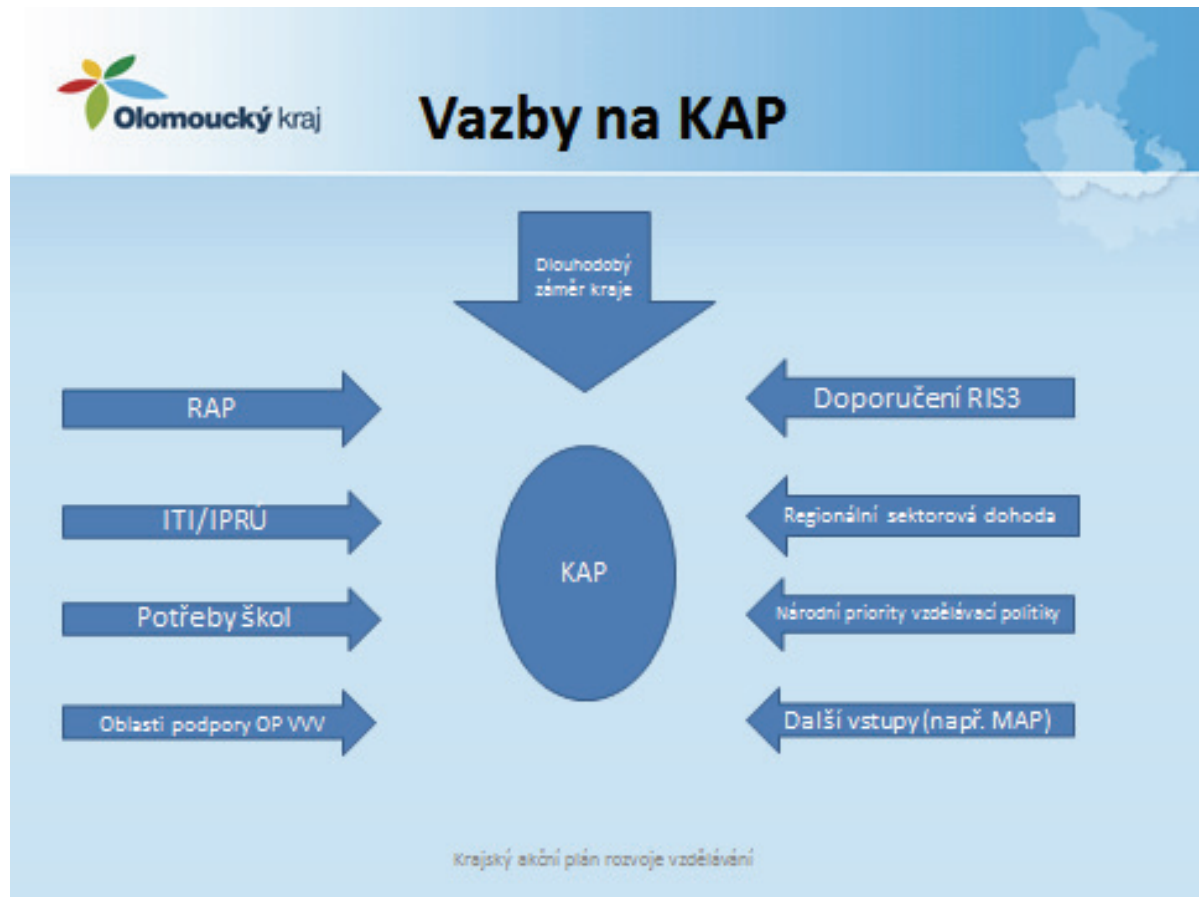 Olomoucký kraj
Vazby na KAP
Dlouhodobý
záměr kraje
RAP
Doporučení RIS3
ITI/IPRÚ
Regionální sektorová dohoda
KAP
Potřeby škol
Národní priority vzdělávací politiky
Oblasti podpory OP VVV
Další vstupy (např. MAP)
Krajský akční plán rozvoje vzdělávání